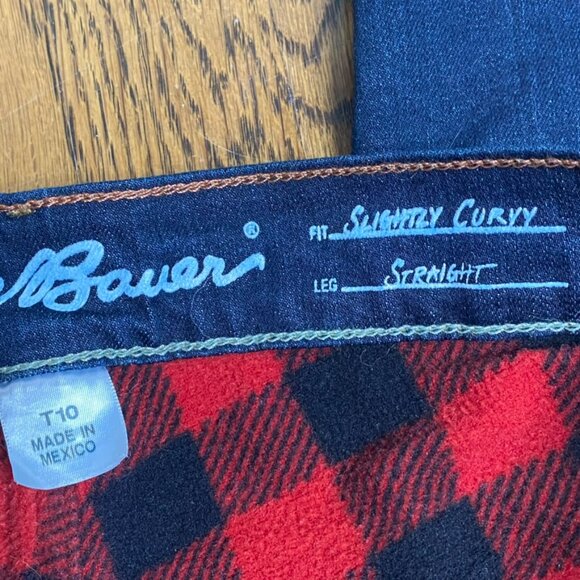 Bauer®
FIT SLIGHTLY CURVY
LEG STRAIGHT
T10
MADE IN
MEXICO